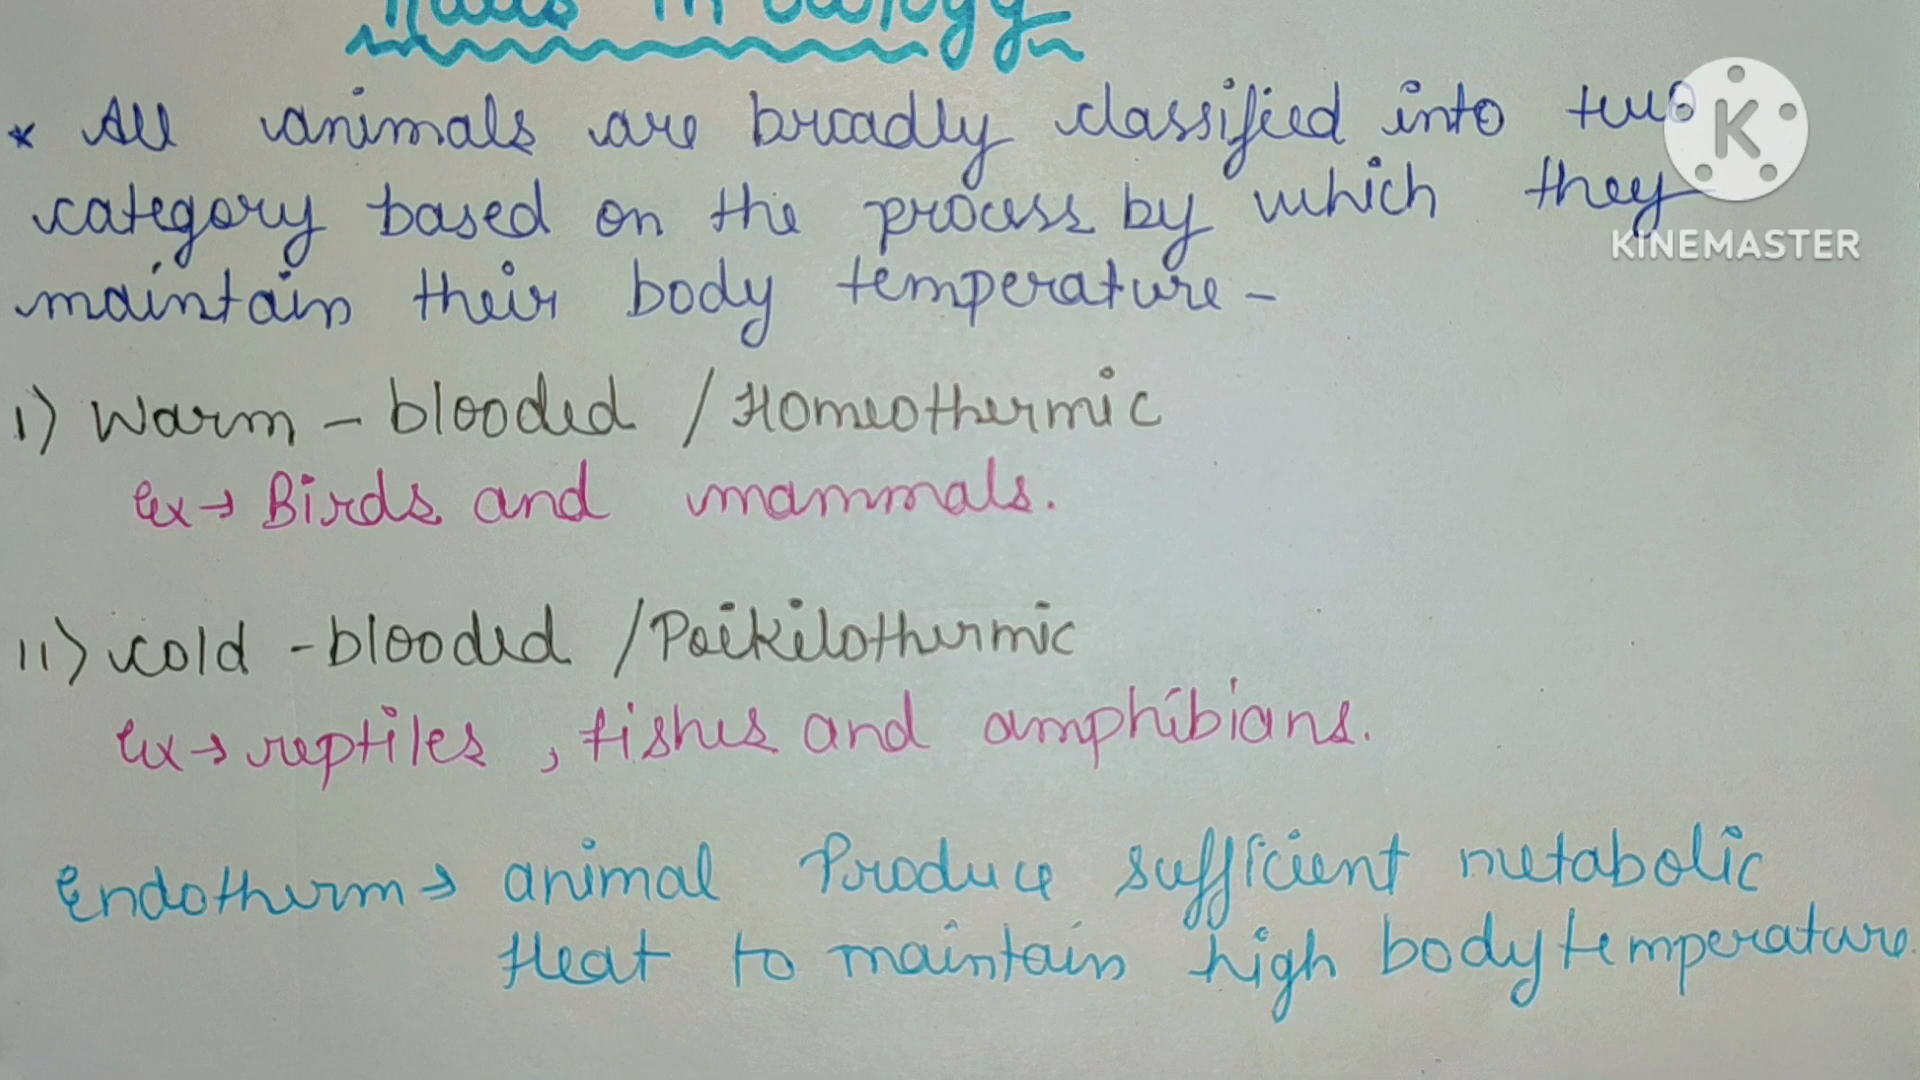 in
* All animals are broadly classified into two
category based on the process by which they
maintain their body temperature -
I) Warm - blooded / Homeothermic
Ex → Birds and mammals.
II) cold - blooded / Poikilothermic
Ex → reptiles, fishes and amphibians.
Endotherm → animal Produce sufficient metabolic
Heat to maintain high body temperature.
K
KINEMASTER